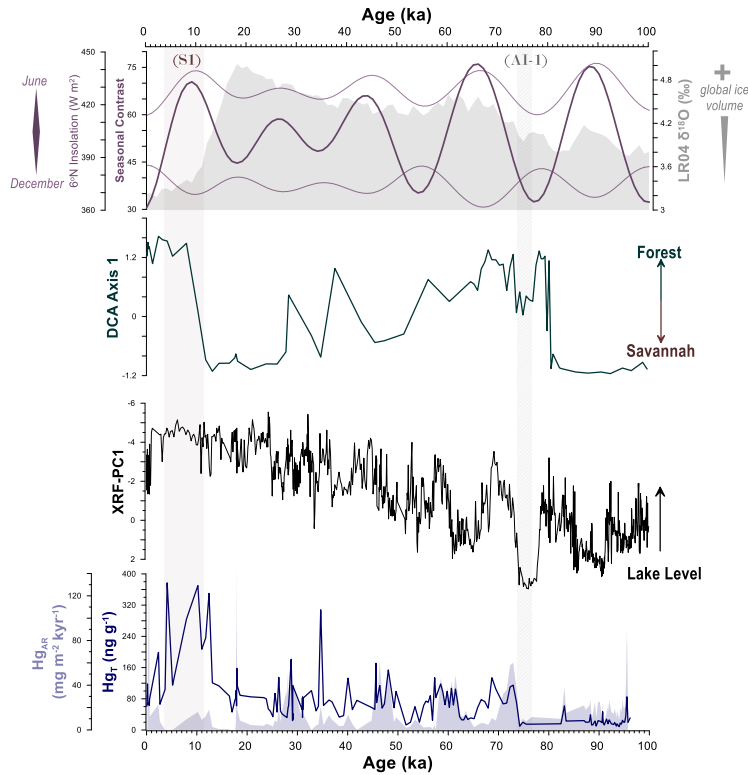 Age (ka)
0 10 20 30 40 50 60 70 80 90 100
(S1)
(AI-1)
June
December
6°N Insolation (W m²)
450
420
390
360
Seasonal Contrast
75
60
45
30
4.8
4.2
3.6
3
LR04 δ¹⁸O (‰)
+
global ice
volume
DCA Axis 1
1.2
0
-1.2
Forest
Savannah
XRF-PC1
-6
-4
-2
0
2
Lake Level
HgAR
(mg m⁻² kyr⁻¹)
120
80
40
0
HgT (ng g⁻¹)
400
360
240
160
80
0
0 10 20 30 40 50 60 70 80 90 100
Age (ka)